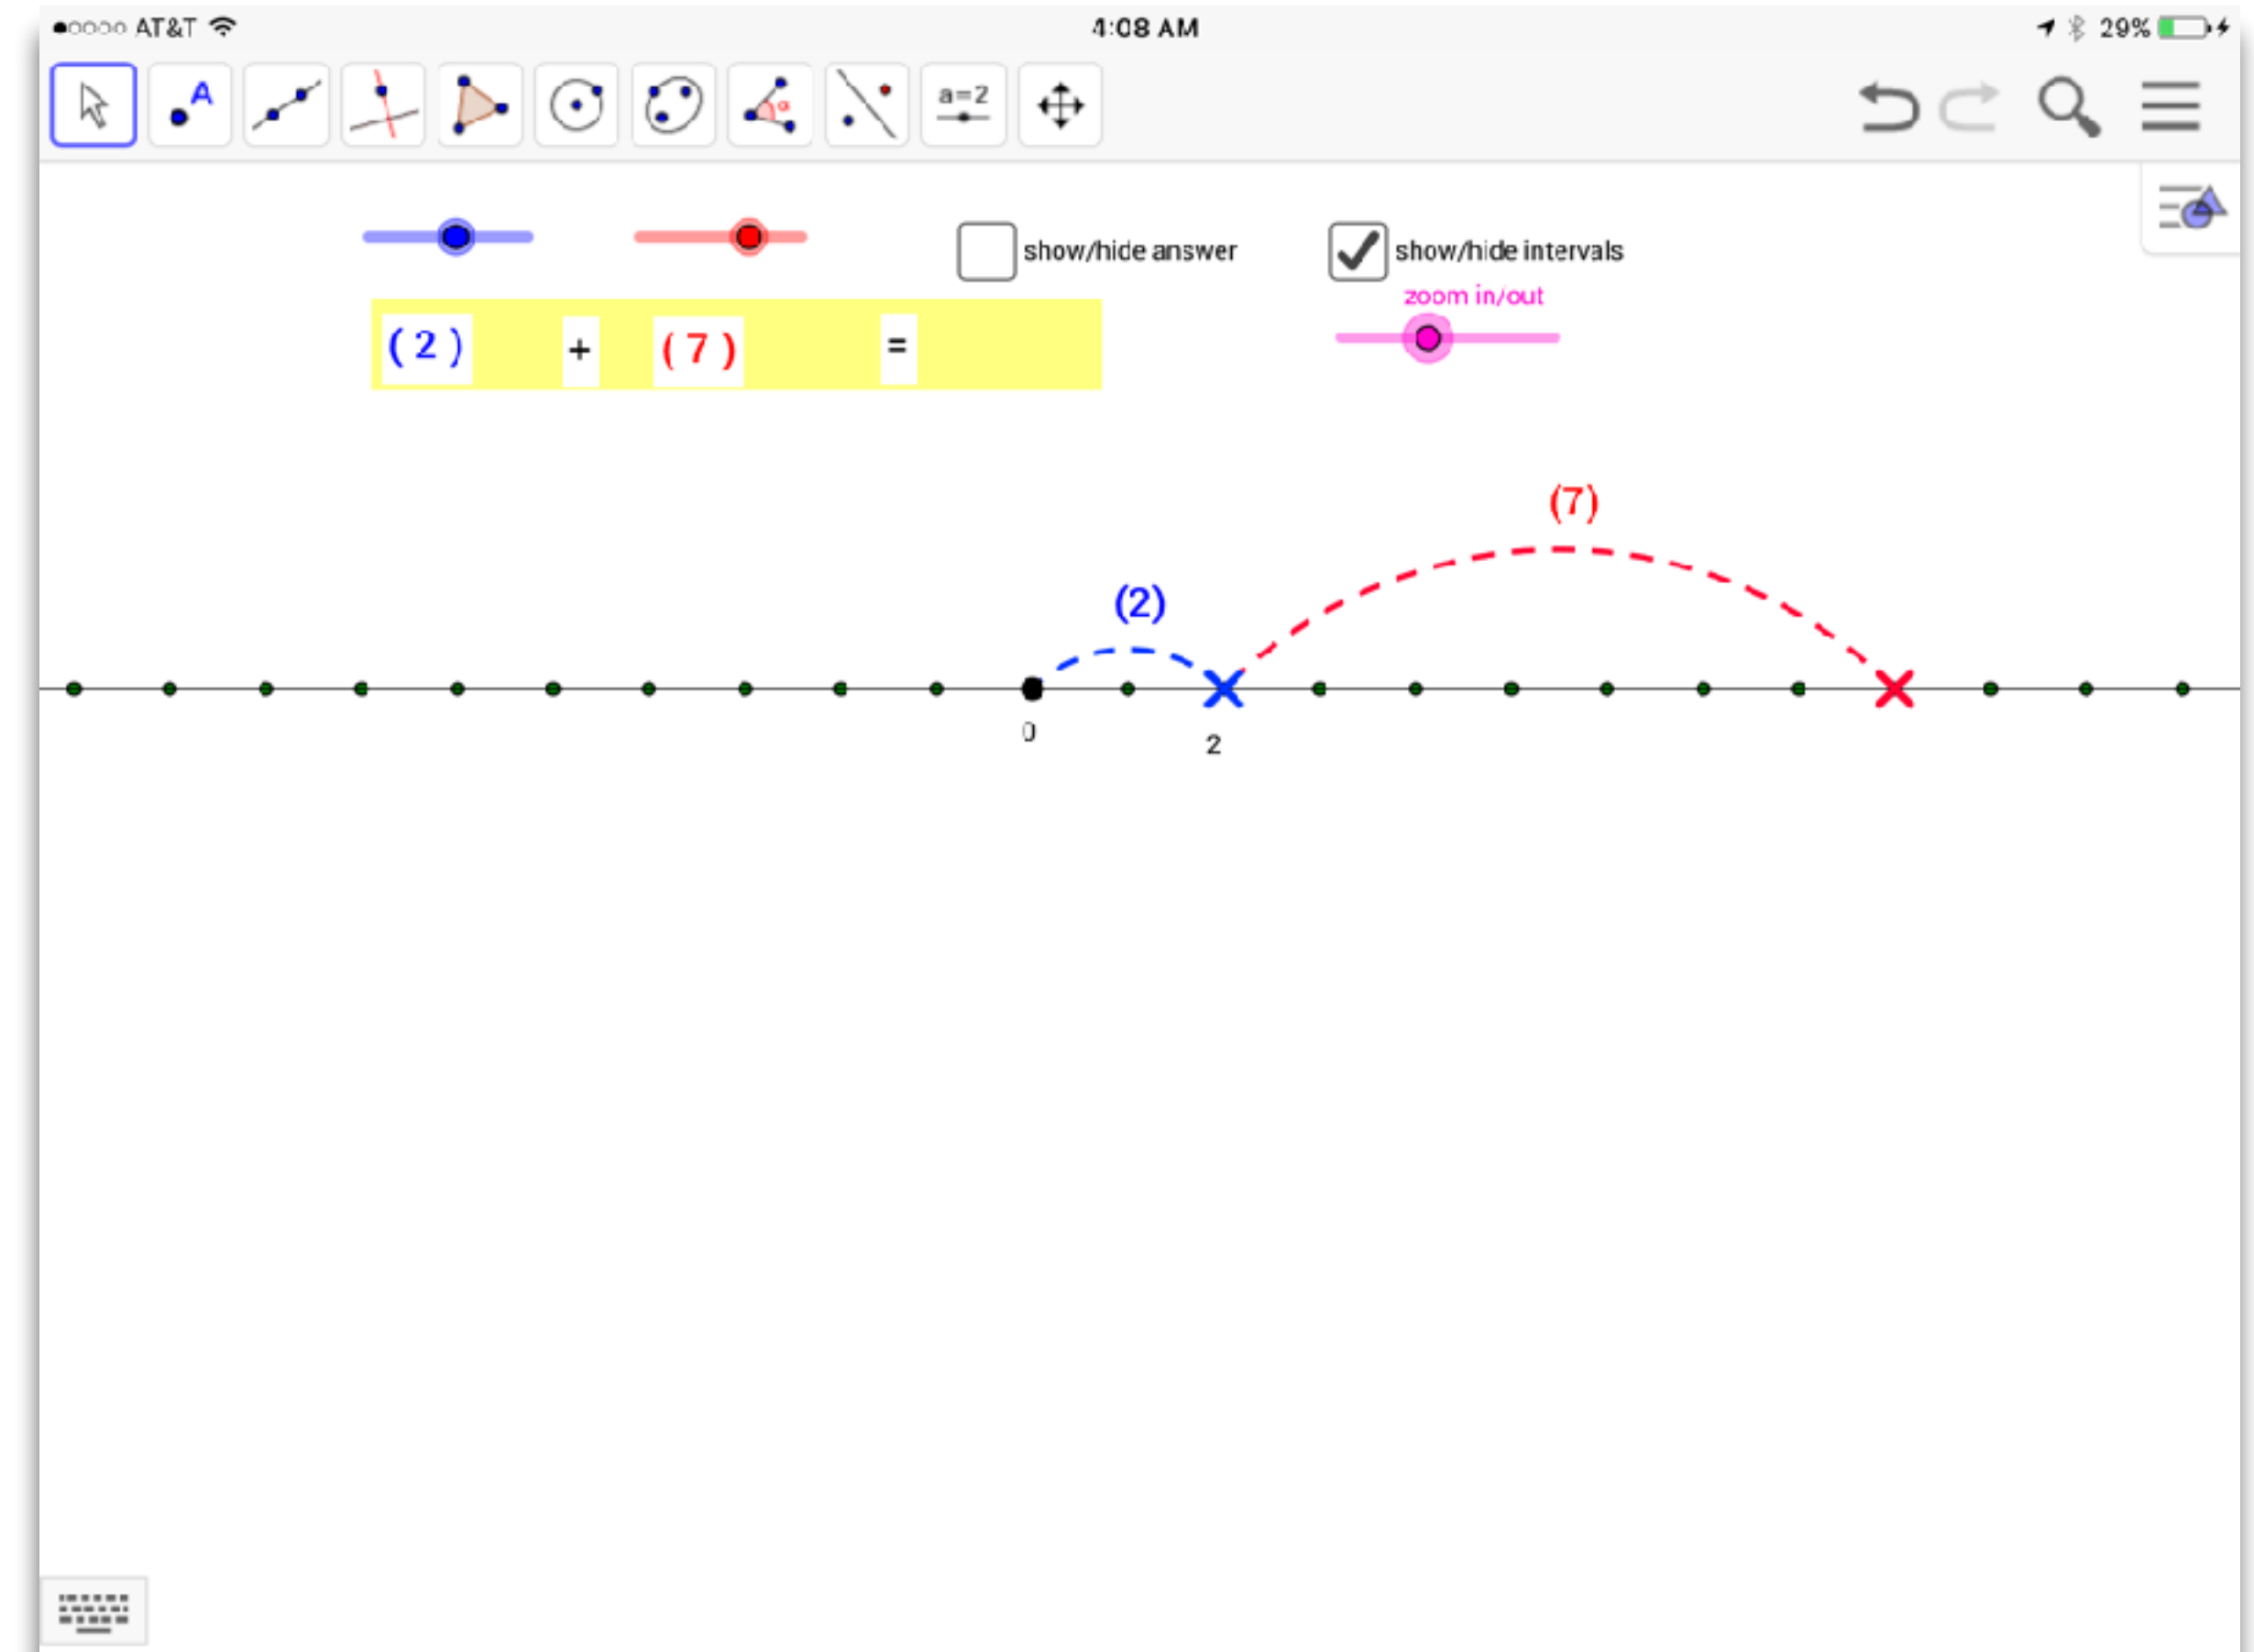 AT&T 4:08 AM 29%
A α a=2
show/hide answer show/hide intervals
zoom in/out
( 2 ) + ( 7 ) =
(7)
(2)
0
2